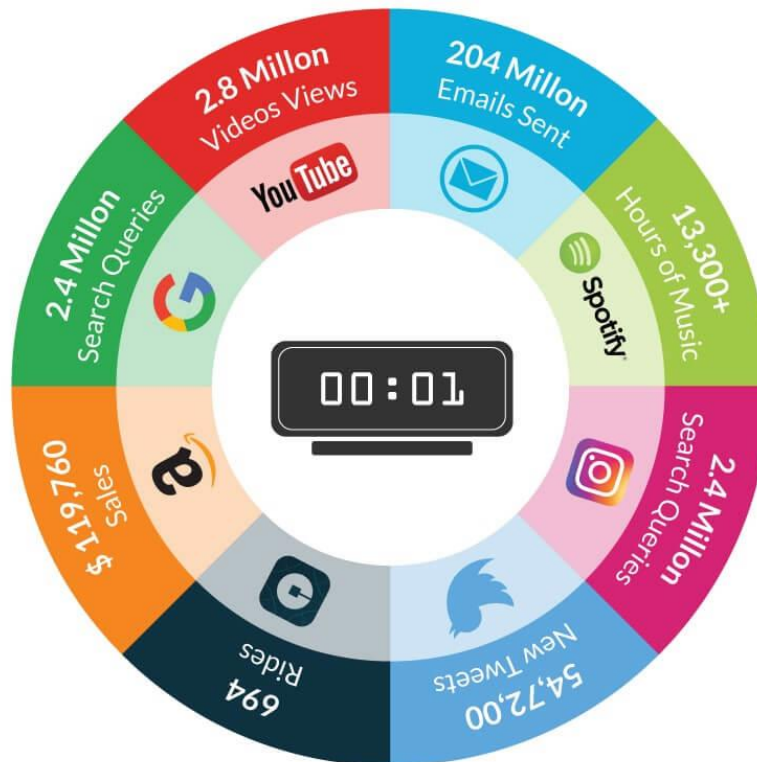 204 Millon
Emails Sent
13,300+
Hours of Music
Spotify
2.4 Millon
Search Queries
54,72,00
New Tweets
694
Rides
$ 119,760
Sales
a
2.4 Millon
Search Queries
G
2.8 Millon
Videos Views
YouTube
00:01